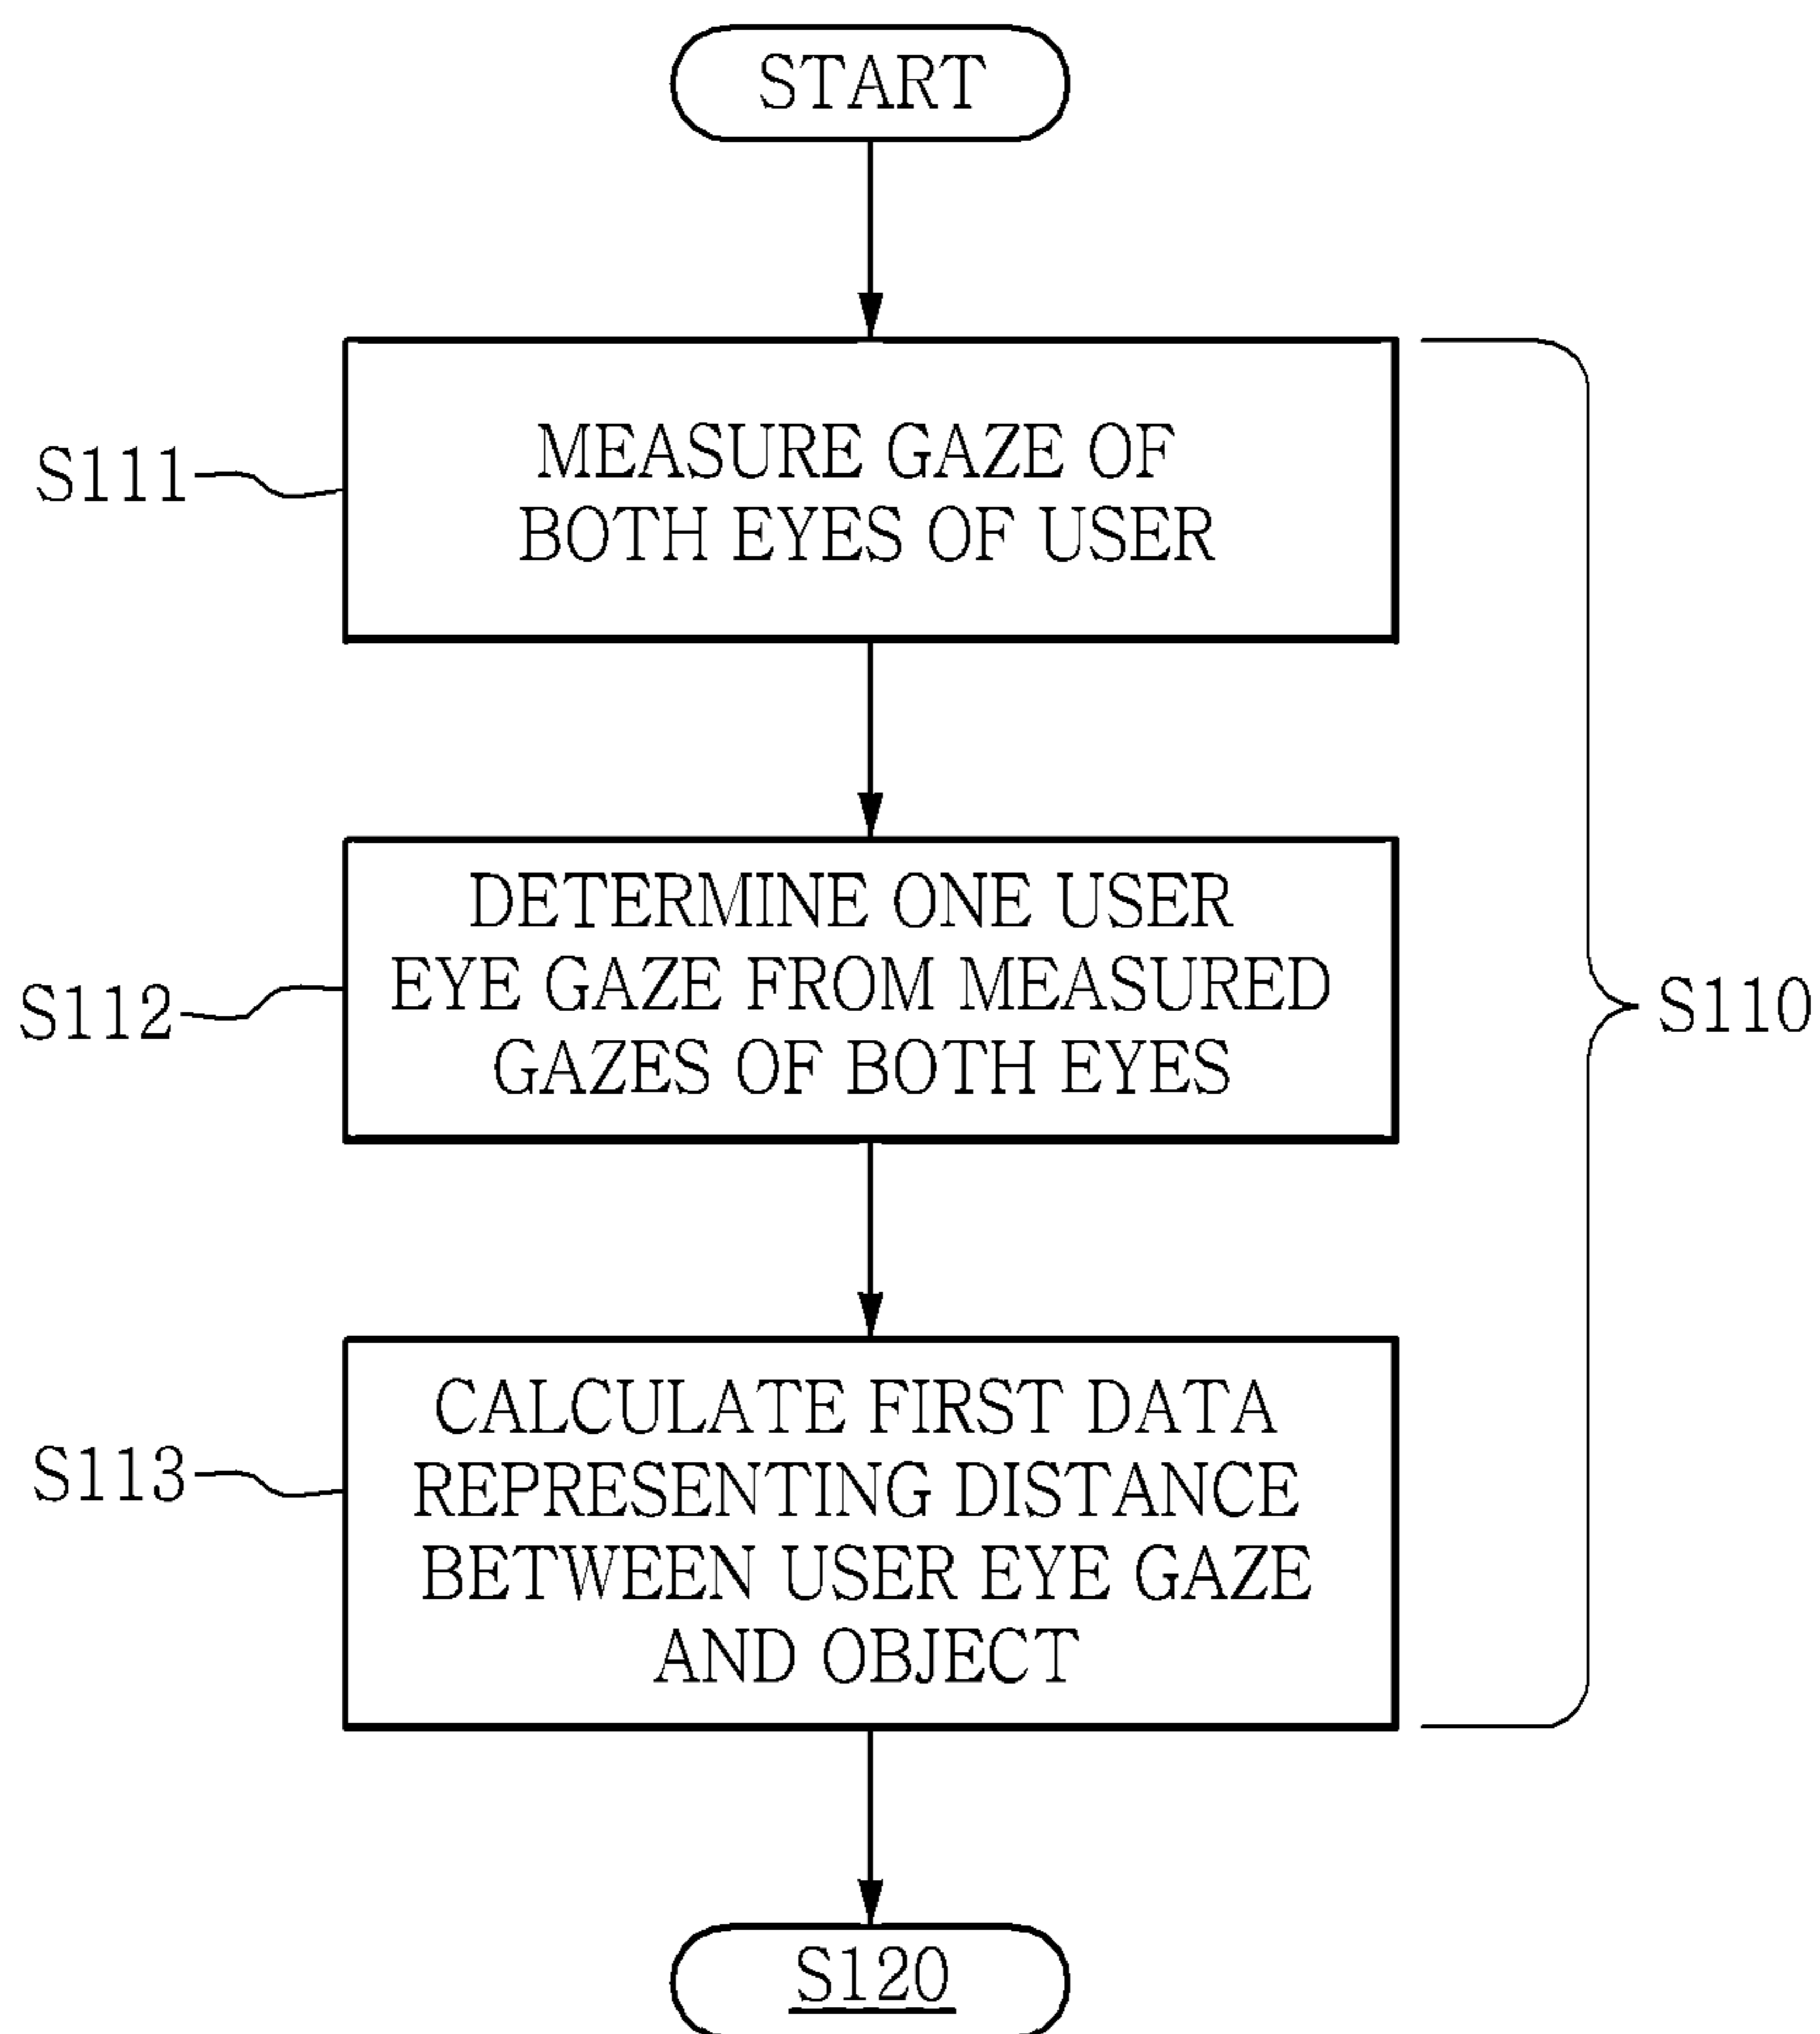 START
S111
MEASURE GAZE OF
BOTH EYES OF USER
S112
DETERMINE ONE USER
EYE GAZE FROM MEASURED
GAZES OF BOTH EYES
S110
S113
CALCULATE FIRST DATA
REPRESENTING DISTANCE
BETWEEN USER EYE GAZE
AND OBJECT
S120